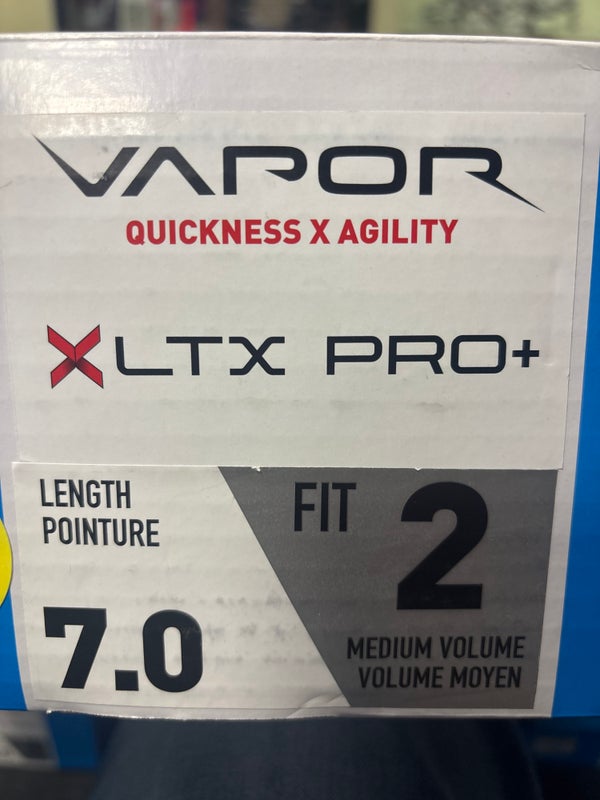 VAPOR
QUICKNESS X AGILITY
XLTX PRO+
LENGTH
POINTURE
7.0
FIT 2
MEDIUM VOLUME
VOLUME MOYEN